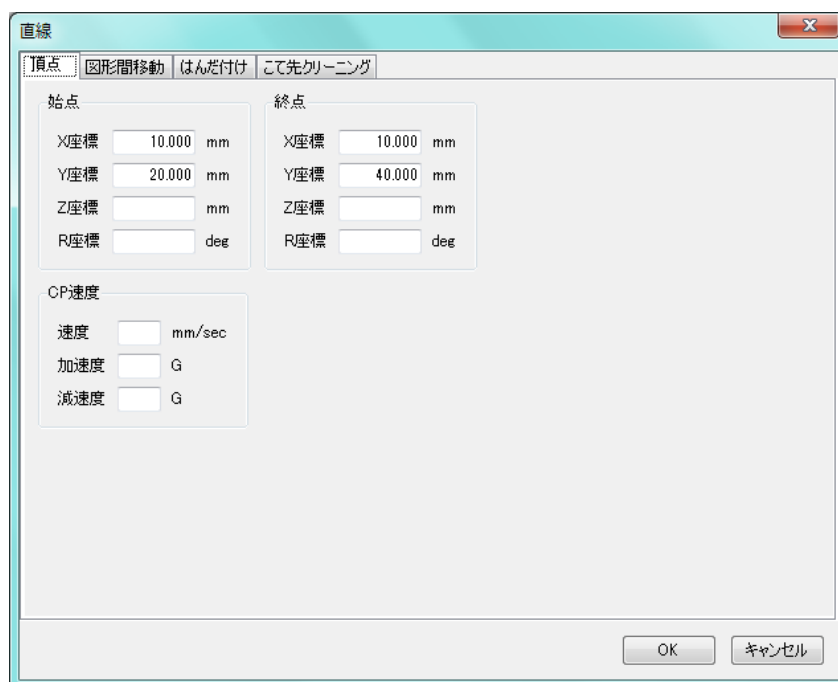 直線
頂点 図形間移動 はんだ付け こて先クリーニング
始点
X座標 10.000 mm
Y座標 20.000 mm
Z座標 mm
R座標 deg
終点
X座標 10.000 mm
Y座標 40.000 mm
Z座標 mm
R座標 deg
CP速度
速度 mm/sec
加速度 G
減速度 G
OK キャンセル